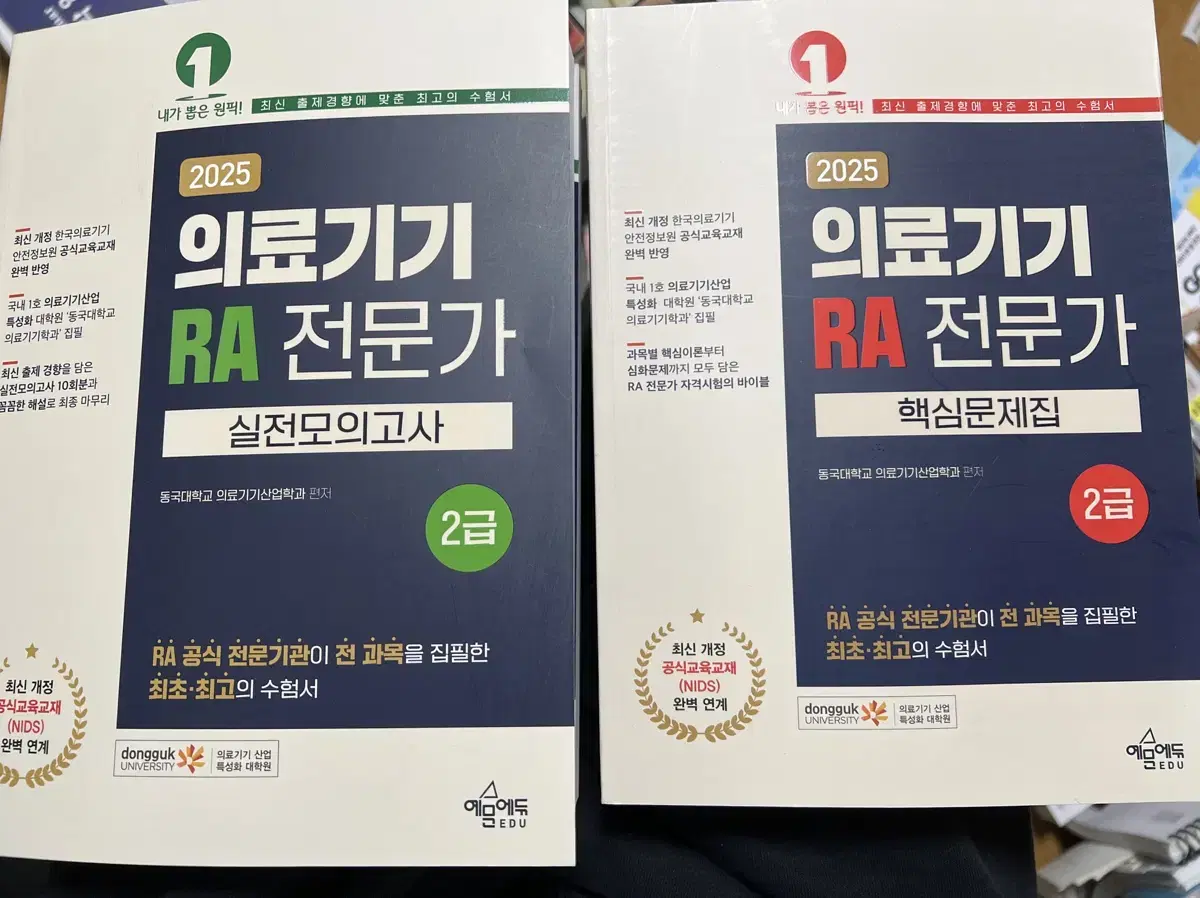 1
내가 뽑은 원픽!
최신 출제경향에 맞춘 최고의 수험서
2025
의료기기
RA 전문가
실전모의고사
동국대학교 의료기기산업학과 편저
2급
최신 개정 한국의료기기
안전정보원 공식교육교재
완벽 반영
국내 1호 의료기기산업
특성화 대학원 '동국대학교
의료기기학과' 집필
최신 출제 경향을 담은
실전모의고사 10회분과
꼼꼼한 해설로 최종 마무리
RA 공식 전문기관이 전 과목을 집필한
최초·최고의 수험서
최신 개정
공식교육교재
(NIDS)
완벽 연계
dongguk
UNIVERSITY
의료기기 산업
특성화 대학원
예문에듀
EDU
1
내가 뽑은 원픽!
최신 출제경향에 맞춘 최고의 수험서
2025
의료기기
RA 전문가
핵심문제집
동국대학교 의료기기산업학과 편저
2급
최신 개정 한국의료기기
안전정보원 공식교육교재
완벽 반영
국내 1호 의료기기산업
특성화 대학원 '동국대학교
의료기기학과' 집필
과목별 핵심이론부터
심화문제까지 모두 담은
RA 전문가 자격시험의 바이블
RA 공식 전문기관이 전 과목을 집필한
최초·최고의 수험서
최신 개정
공식교육교재
(NIDS)
완벽 연계
dongguk
UNIVERSITY
의료기기 산업
특성화 대학원
예문에듀
EDU